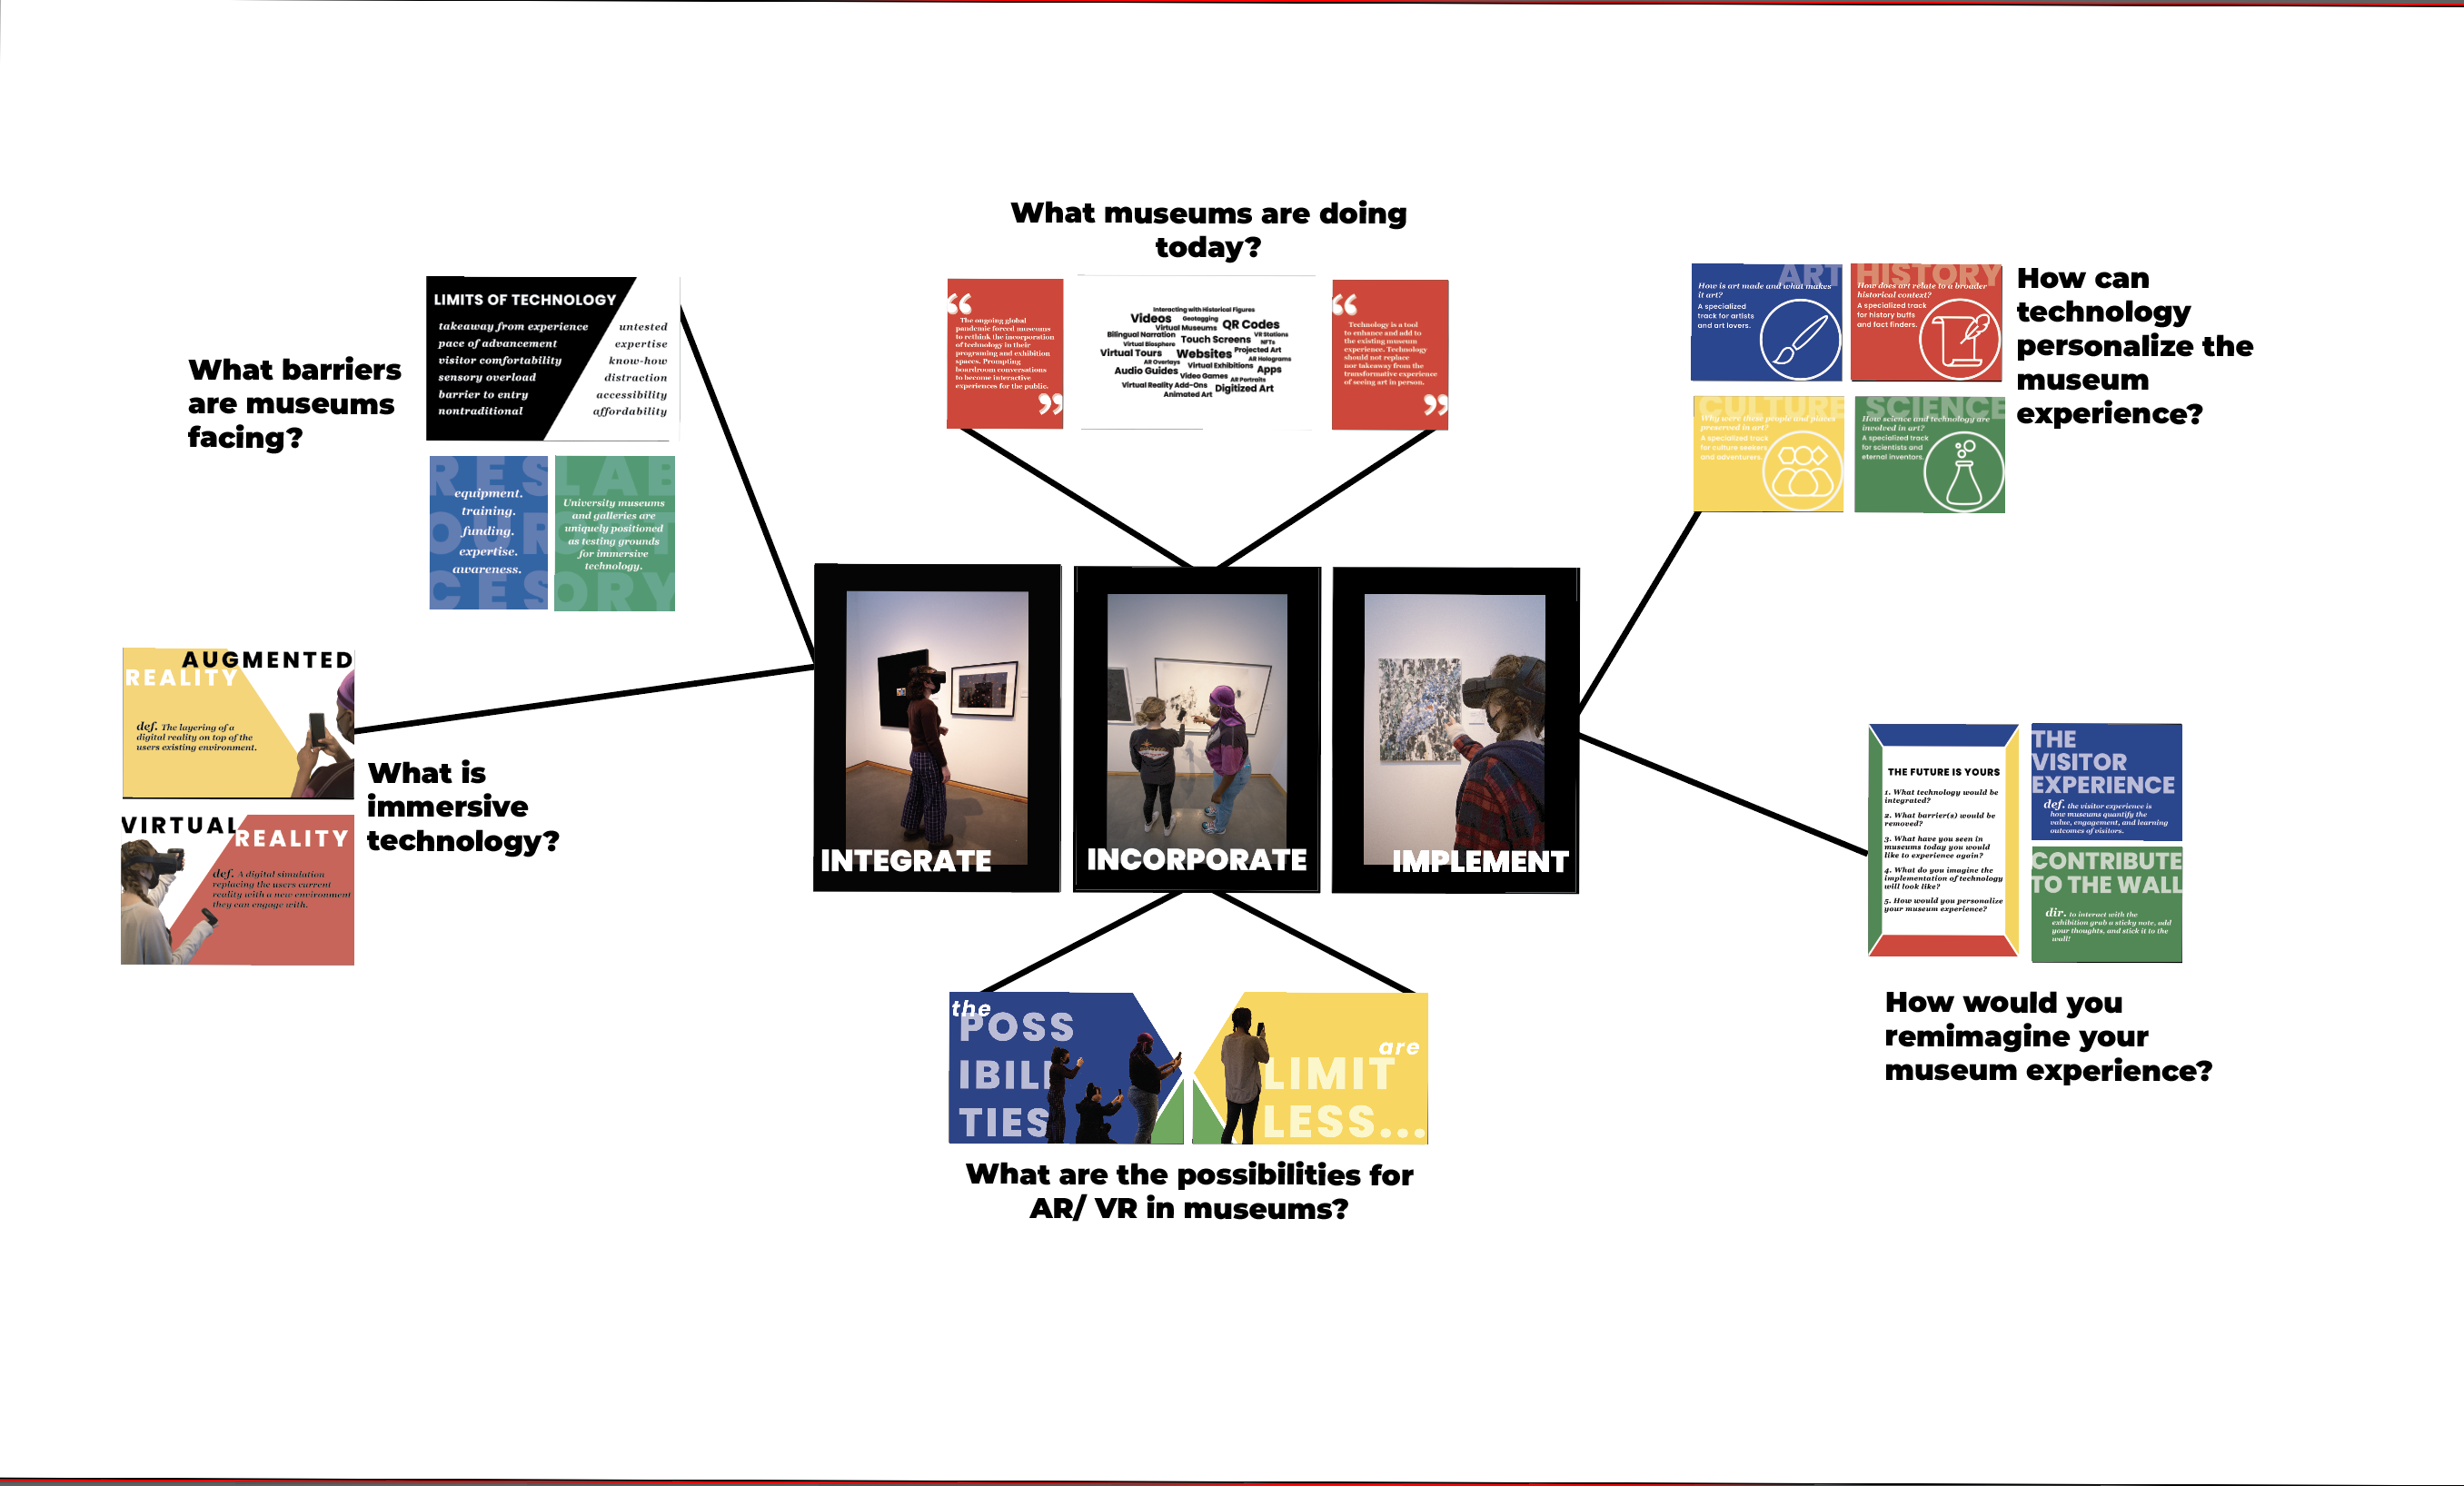 What museums are doing
today?
“
The ongoing global
pandemic forced museums
to rethink the incorporation
of technology in their
programing and exhibition
spaces. Prompting
boardroom conversations
to become interactive
experiences for the public.
”
Interacting with Historical Figures
Videos Geotagging QR Codes
Virtual Museums VR Stations
Bilingual Narration Touch Screens NFTs
Virtual Biosphere Projected Art
Virtual Tours Websites AR Holograms
AR Overlays Virtual Exhibitions Apps
Audio Guides Video Games AR Portraits
Virtual Reality Add-Ons Digitized Art
Animated Art
“
Technology is a tool
to enhance and add to
the existing museum
experience. Technology
should not replace
nor takeaway from the
transformative experience
of seeing art in person.
”
What barriers
are museums
facing?
LIMITS OF TECHNOLOGY
takeaway from experience
pace of advancement
visitor comfortability
sensory overload
barrier to entry
nontraditional
untested
expertise
know-how
distraction
accessibility
affordability
RES
OUR
CES
equipment.
training.
funding.
expertise.
awareness.
LAB
ORY
University museums
and galleries are
uniquely positioned
as testing grounds
for immersive
technology.
ART
How is art made and what makes
it art?
A specialized
track for artists
and art lovers.
HISTORY
How does art relate to a broader
historical context?
A specialized track
for history buffs
and fact finders.
CULTURE
Why were these people and places
preserved in art?
A specialized track
for culture seekers
and adventurers.
SCIENCE
How science and technology are
involved in art?
A specialized track
for scientists and
eternal inventors.
How can
technology
personalize the
museum
experience?
AUGMENTED
REALITY
def. The layering of a
digital reality on top of the
users existing environment.
VIRTUAL
REALITY
def. A digital simulation
replacing the users current
reality with a new environment
they can engage with.
What is
immersive
technology?
INTEGRATE
INCORPORATE
IMPLEMENT
THE FUTURE IS YOURS
1. What technology would be
integrated?
2. What barrier(s) would be
removed?
3. What have you seen in
museums today you would
like to experience again?
4. What do you imagine the
implementation of technology
will look like?
5. How would you personalize
your museum experience?
THE
VISITOR
EXPERIENCE
def. the visitor experience is
how museums quantify the
value, engagement, and learning
outcomes of visitors.
CONTRIBUTE
TO THE WALL
dir. to interact with the
exhibition grab a sticky note, add
your thoughts, and stick it to the
wall!
How would you
remimagine your
museum experience?
the
POSS
IBILI
TIES
are
LIMIT
LESS...
What are the possibilities for
AR/ VR in museums?